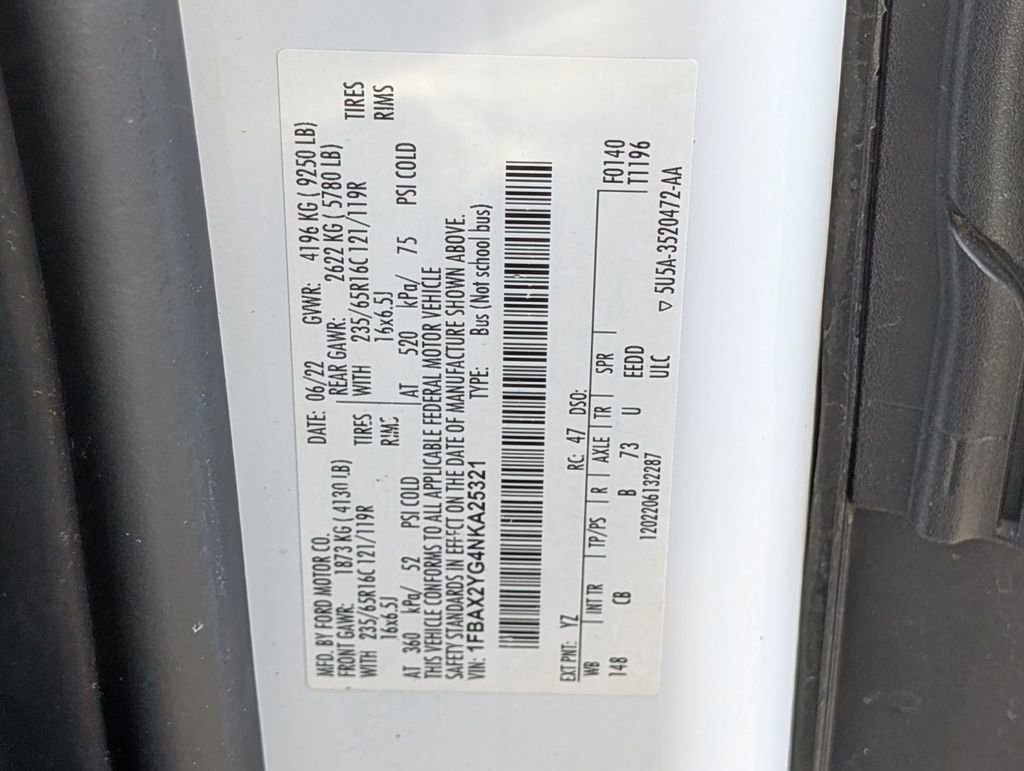 MFD. BY FORD MOTOR CO. DATE: 06/22 GVWR: 4196 KG ( 9250 LB)
FRONT GAWR: 1873 KG ( 4130 LB) REAR GAWR: 2622 KG ( 5780 LB)
WITH 235/65R16C 121/119R TIRES WITH 235/65R16C 121/119R TIRES
16x6.5J RIMS 16x6.5J RIMS
AT 360 kPa/ 52 PSI COLD AT 520 kPa/ 75 PSI COLD
THIS VEHICLE CONFORMS TO ALL APPLICABLE FEDERAL MOTOR VEHICLE
SAFETY STANDARDS IN EFFECT ON THE DATE OF MANUFACTURE SHOWN ABOVE.
VIN: 1FBAX2YG4NKA25321 TYPE: Bus (Not school bus)
EXT PNT: YZ RC: 47 DSO:
WB INT TR TP/PS R AXLE TR SPR F0140
148 CB B 73 U EEDD T1196
120220613228​7 ULC ▽ 5U5A-3520472-AA